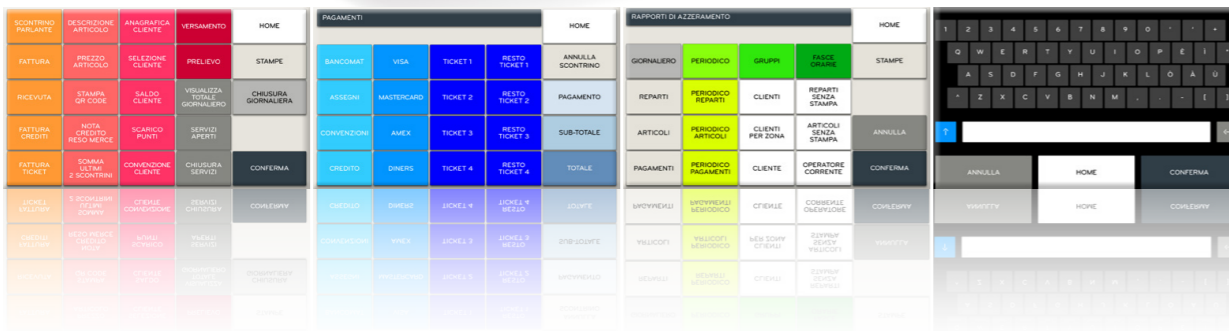 SCONTRINO
PARLANTE
DESCRIZIONE
ARTICOLO
ANAGRAFICA
CLIENTE
VERSAMENTO
HOME
FATTURA
PREZZO
ARTICOLO
SELEZIONE
CLIENTE
PRELIEVO
STAMPE
RICEVUTA
STAMPA
QR CODE
SALDO
CLIENTE
VISUALIZZA
TOTALE
GIORNALIERO
CHIUSURA
GIORNALIERA
FATTURA
CREDITI
NOTA
CREDITO
RESO MERCE
SCARICO
PUNTI
SERVIZI
APERTI
FATTURA
TICKET
SOMMA
ULTIMI
2 SCONTRINI
CONVENZIONE
CLIENTE
CHIUSURA
SERVIZI
CONFERMA
PAGAMENTI
HOME
BANCOMAT
VISA
TICKET 1
RESTO
TICKET 1
ANNULLA
SCONTRINO
ASSEGNI
MASTERCARD
TICKET 2
RESTO
TICKET 2
PAGAMENTO
CONVENZIONI
AMEX
TICKET 3
RESTO
TICKET 3
SUB-TOTALE
CREDITO
DINERS
TICKET 4
RESTO
TICKET 4
TOTALE
RAPPORTI DI AZZERAMENTO
HOME
GIORNALIERO
PERIODICO
GRUPPI
FASCE
ORARIE
STAMPE
REPARTI
PERIODICO
REPARTI
CLIENTI
REPARTI
SENZA
STAMPA
ARTICOLI
PERIODICO
ARTICOLI
CLIENTI
PER ZONA
ARTICOLI
SENZA
STAMPA
ANNULLA
PAGAMENTI
PERIODICO
PAGAMENTI
CLIENTE
OPERATORE
CORRENTE
CONFERMA
1 2 3 4 5 6 7 8 9 0 ' +
Q W E R T Y U I O P È Ì
A S D F G H J K L Ò À Ù
Z X C V B N M , . - [ ]
ANNULLA
HOME
CONFERMA